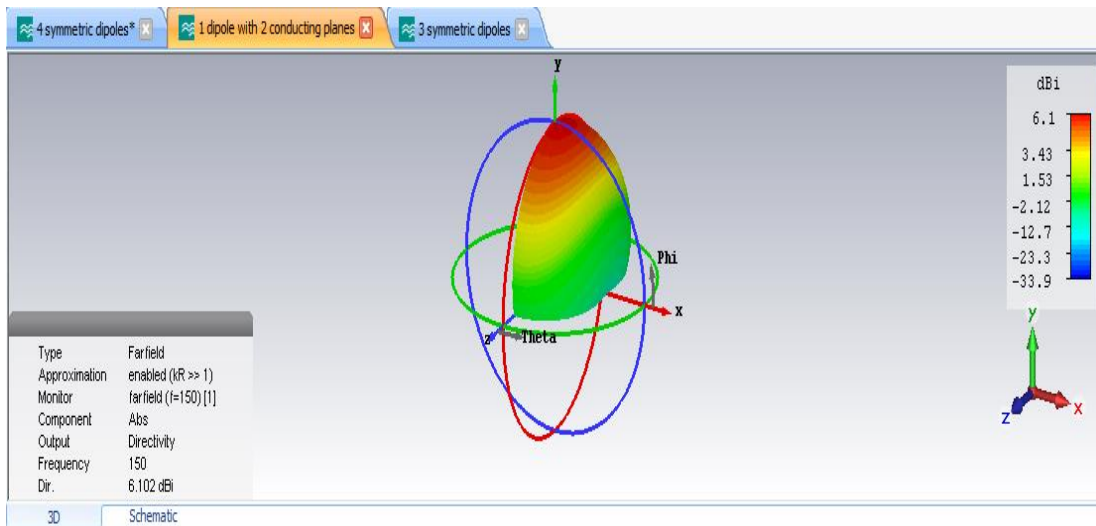 4 symmetric dipoles* 1 dipole with 2 conducting planes 3 symmetric dipoles
y
dBi
6.1
3.43
1.53
-2.12
-12.7
-23.3
-33.9
Phi
x
z Theta
y
x
z
Type Farfield
Approximation enabled (kR >> 1)
Monitor farfield (f=150) [1]
Component Abs
Output Directivity
Frequency 150
Dir. 6.102 dBi
3D Schematic